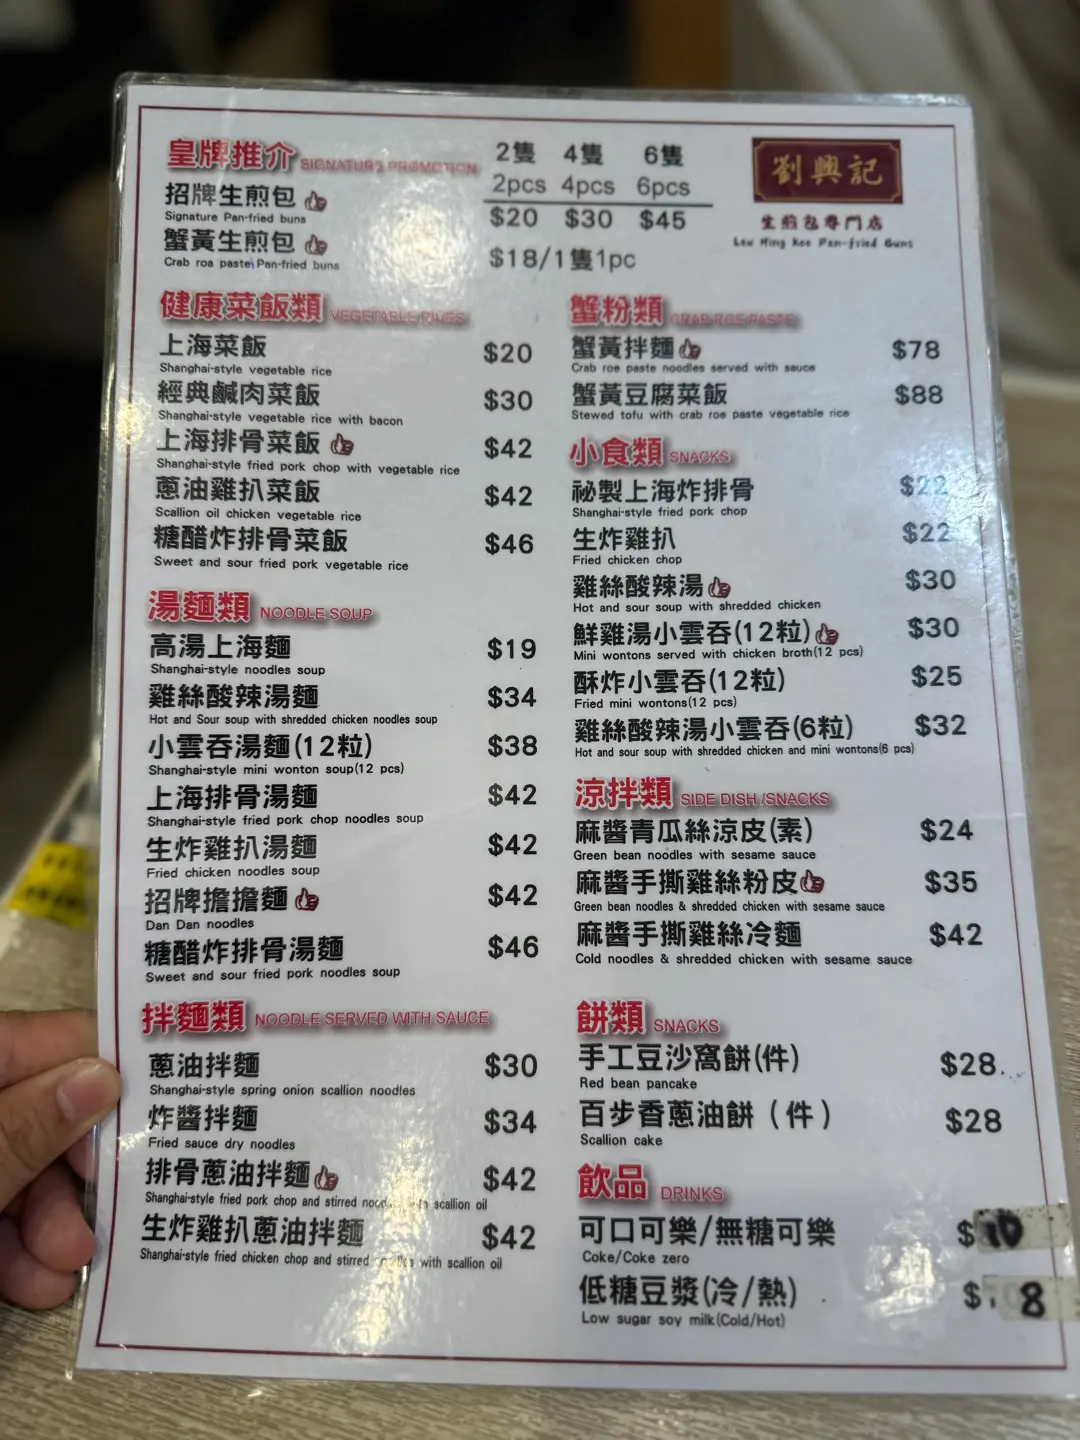 皇牌推介 SIGNATURS PROMOTION
2隻 4隻 6隻
2pcs 4pcs 6pcs
招牌生煎包
Signature Pan-fried buns
$20 $30 $45
蟹黃生煎包
Crab roa paste\Pan-fried buns
$18/1隻1pc
劉興記
生煎包專門店
Lau Hing Kee Pan-fried Buns
健康菜飯類 VEGETABLE RIVES
上海菜飯 $20
Shanghai-style vegetable rice
經典鹹肉菜飯 $30
Shanghai-style vegetable rice with bacon
上海排骨菜飯 $42
Shanghai-style fried pork chop with vegetable rice
蔥油雞扒菜飯 $42
Scallion oil chicken vegetable rice
糖醋炸排骨菜飯 $46
Sweet and sour fried pork vegetable rice
湯麵類 NOODLE SOUP
高湯上海麵 $19
Shanghai-style noodles soup
雞絲酸辣湯麵 $34
Hot and Sour soup with shredded chicken noodles soup
小雲吞湯麵(12粒) $38
Shanghai-style mini wonton soup(12 pcs)
上海排骨湯麵 $42
Shanghai-style fried pork chop noodles soup
生炸雞扒湯麵 $42
Fried chicken noodles soup
招牌擔擔麵 $42
Dan Dan noodles
糖醋炸排骨湯麵 $46
Sweet and sour fried pork noodles soup
拌麵類 NOODLE SERVED WITH SAUCE
蔥油拌麵 $30
Shanghai-style spring onion scallion noodles
炸醬拌麵 $34
Fried sauce dry noodles
排骨蔥油拌麵 $42
Shanghai-style fried pork chop and stirred scallion oil
生炸雞扒蔥油拌麵 $42
Shanghai-style fried chicken chop and stirred with scallion oil
蟹粉類 CRAB ROE PASTE
蟹黃拌麵 $78
Crab roe paste noodles served with sauce
蟹黃豆腐菜飯 $88
Stewed tofu with crab roe paste vegetable rice
小食類 SNACKS
祕製上海炸排骨 $22
Shanghai-style fried pork chop
生炸雞扒 $22
Fried chicken chop
雞絲酸辣湯 $30
Hot and sour soup with shredded chicken
鮮雞湯小雲吞(12粒) $30
Mini wontons served with chicken broth(12 pcs)
酥炸小雲吞(12粒) $25
Fried mini wontons(12 pcs)
雞絲酸辣湯小雲吞(6粒) $32
Hot and sour soup with shredded chicken and mini wontons(6 pcs)
涼拌類 SIDE DISH /SNACKS
麻醬青瓜絲涼皮(素) $24
Green bean noodles with sesame sauce
麻醬手撕雞絲粉皮 $35
Green bean noodles & shredded chicken with sesame sauce
麻醬手撕雞絲冷麵 $42
Cold noodles & shredded chicken with sesame sauce
餅類 SNACKS
手工豆沙窩餅(件) $28
Red bean pancake
百步香蔥油餅(件) $28
Scallion cake
飲品 DRINKS
可口可樂/無糖可樂 $10
Coke/Coke zero
低糖豆漿(冷/熱) $8
Low sugar soy milk(Cold/Hot)